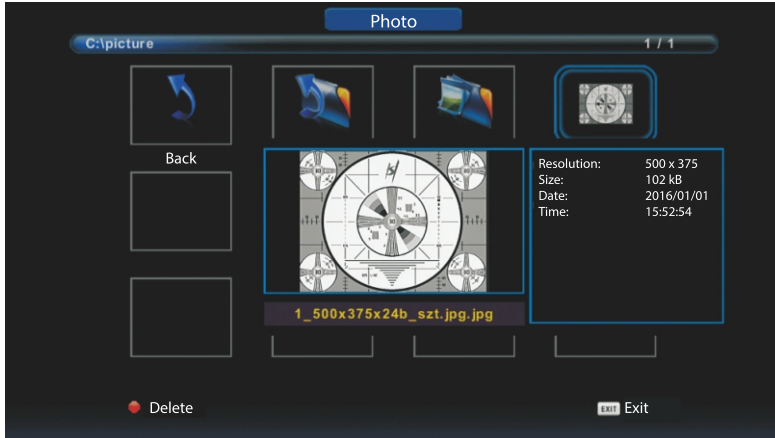 Photo
C:\picture 1 / 1
Back
Resolution: 500 x 375
Size: 102 kB
Date: 2016/01/01
Time: 15:52:54
1_500x375x24b_szt.jpg.jpg
Delete
EXIT Exit